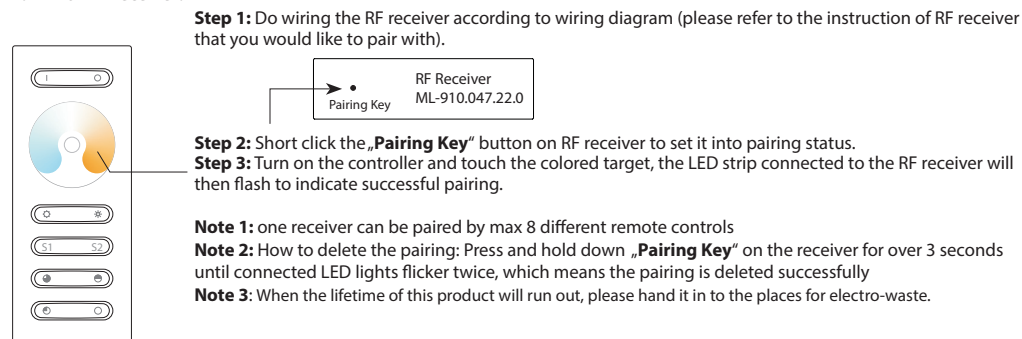 Step 1: Do wiring the RF receiver according to wiring diagram (please refer to the instruction of RF receiver
that you would like to pair with).
I O
RF Receiver
ML-910.047.22.0
Pairing Key
Step 2: Short click the „Pairing Key“ button on RF receiver to set it into pairing status.
Step 3: Turn on the controller and touch the colored target, the LED strip connected to the RF receiver will
then flash to indicate successful pairing.
S1 S2
Note 1: one receiver can be paired by max 8 different remote controls
Note 2: How to delete the pairing: Press and hold down „Pairing Key“ on the receiver for over 3 seconds
until connected LED lights flicker twice, which means the pairing is deleted successfully
Note 3: When the lifetime of this product will run out, please hand it in to the places for electro-waste.